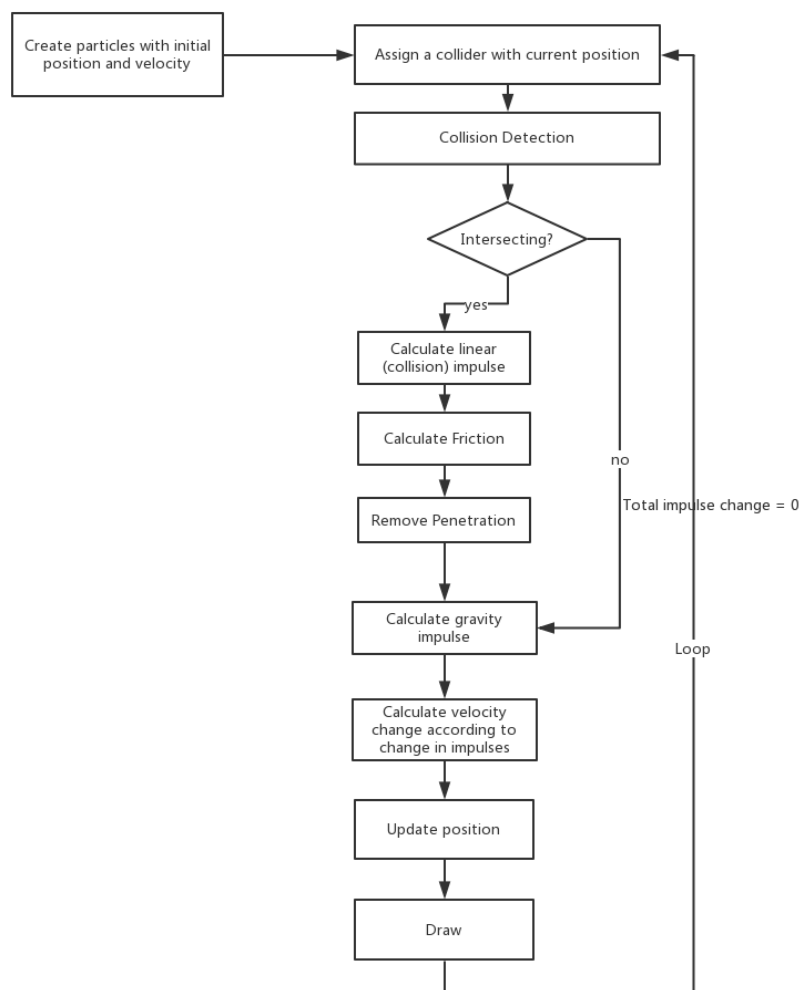 Create particles with initial
position and velocity
Assign a collider with current position
Collision Detection
Intersecting?
yes
Calculate linear
(collision) impulse
Calculate Friction
no
Total impulse change = 0
Remove Penetration
Calculate gravity
impulse
Loop
Calculate velocity
change according to
change in impulses
Update position
Draw